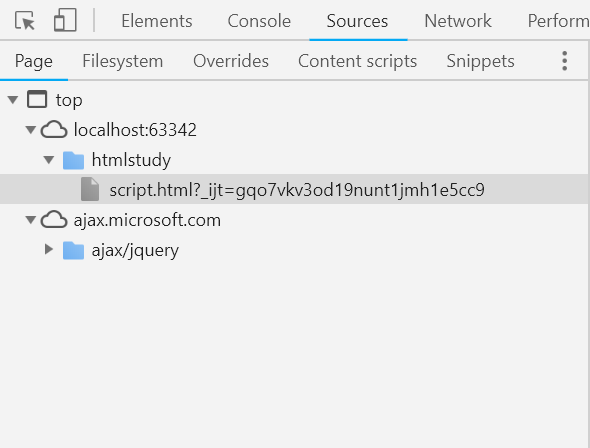 Elements Console Sources Network Perform
Page Filesystem Overrides Content scripts Snippets
top
localhost:63342
htmlstudy
script.html?_ijt=gqo7vkv3od19nunt1jmh1e5cc9
ajax.microsoft.com
ajax/jquery